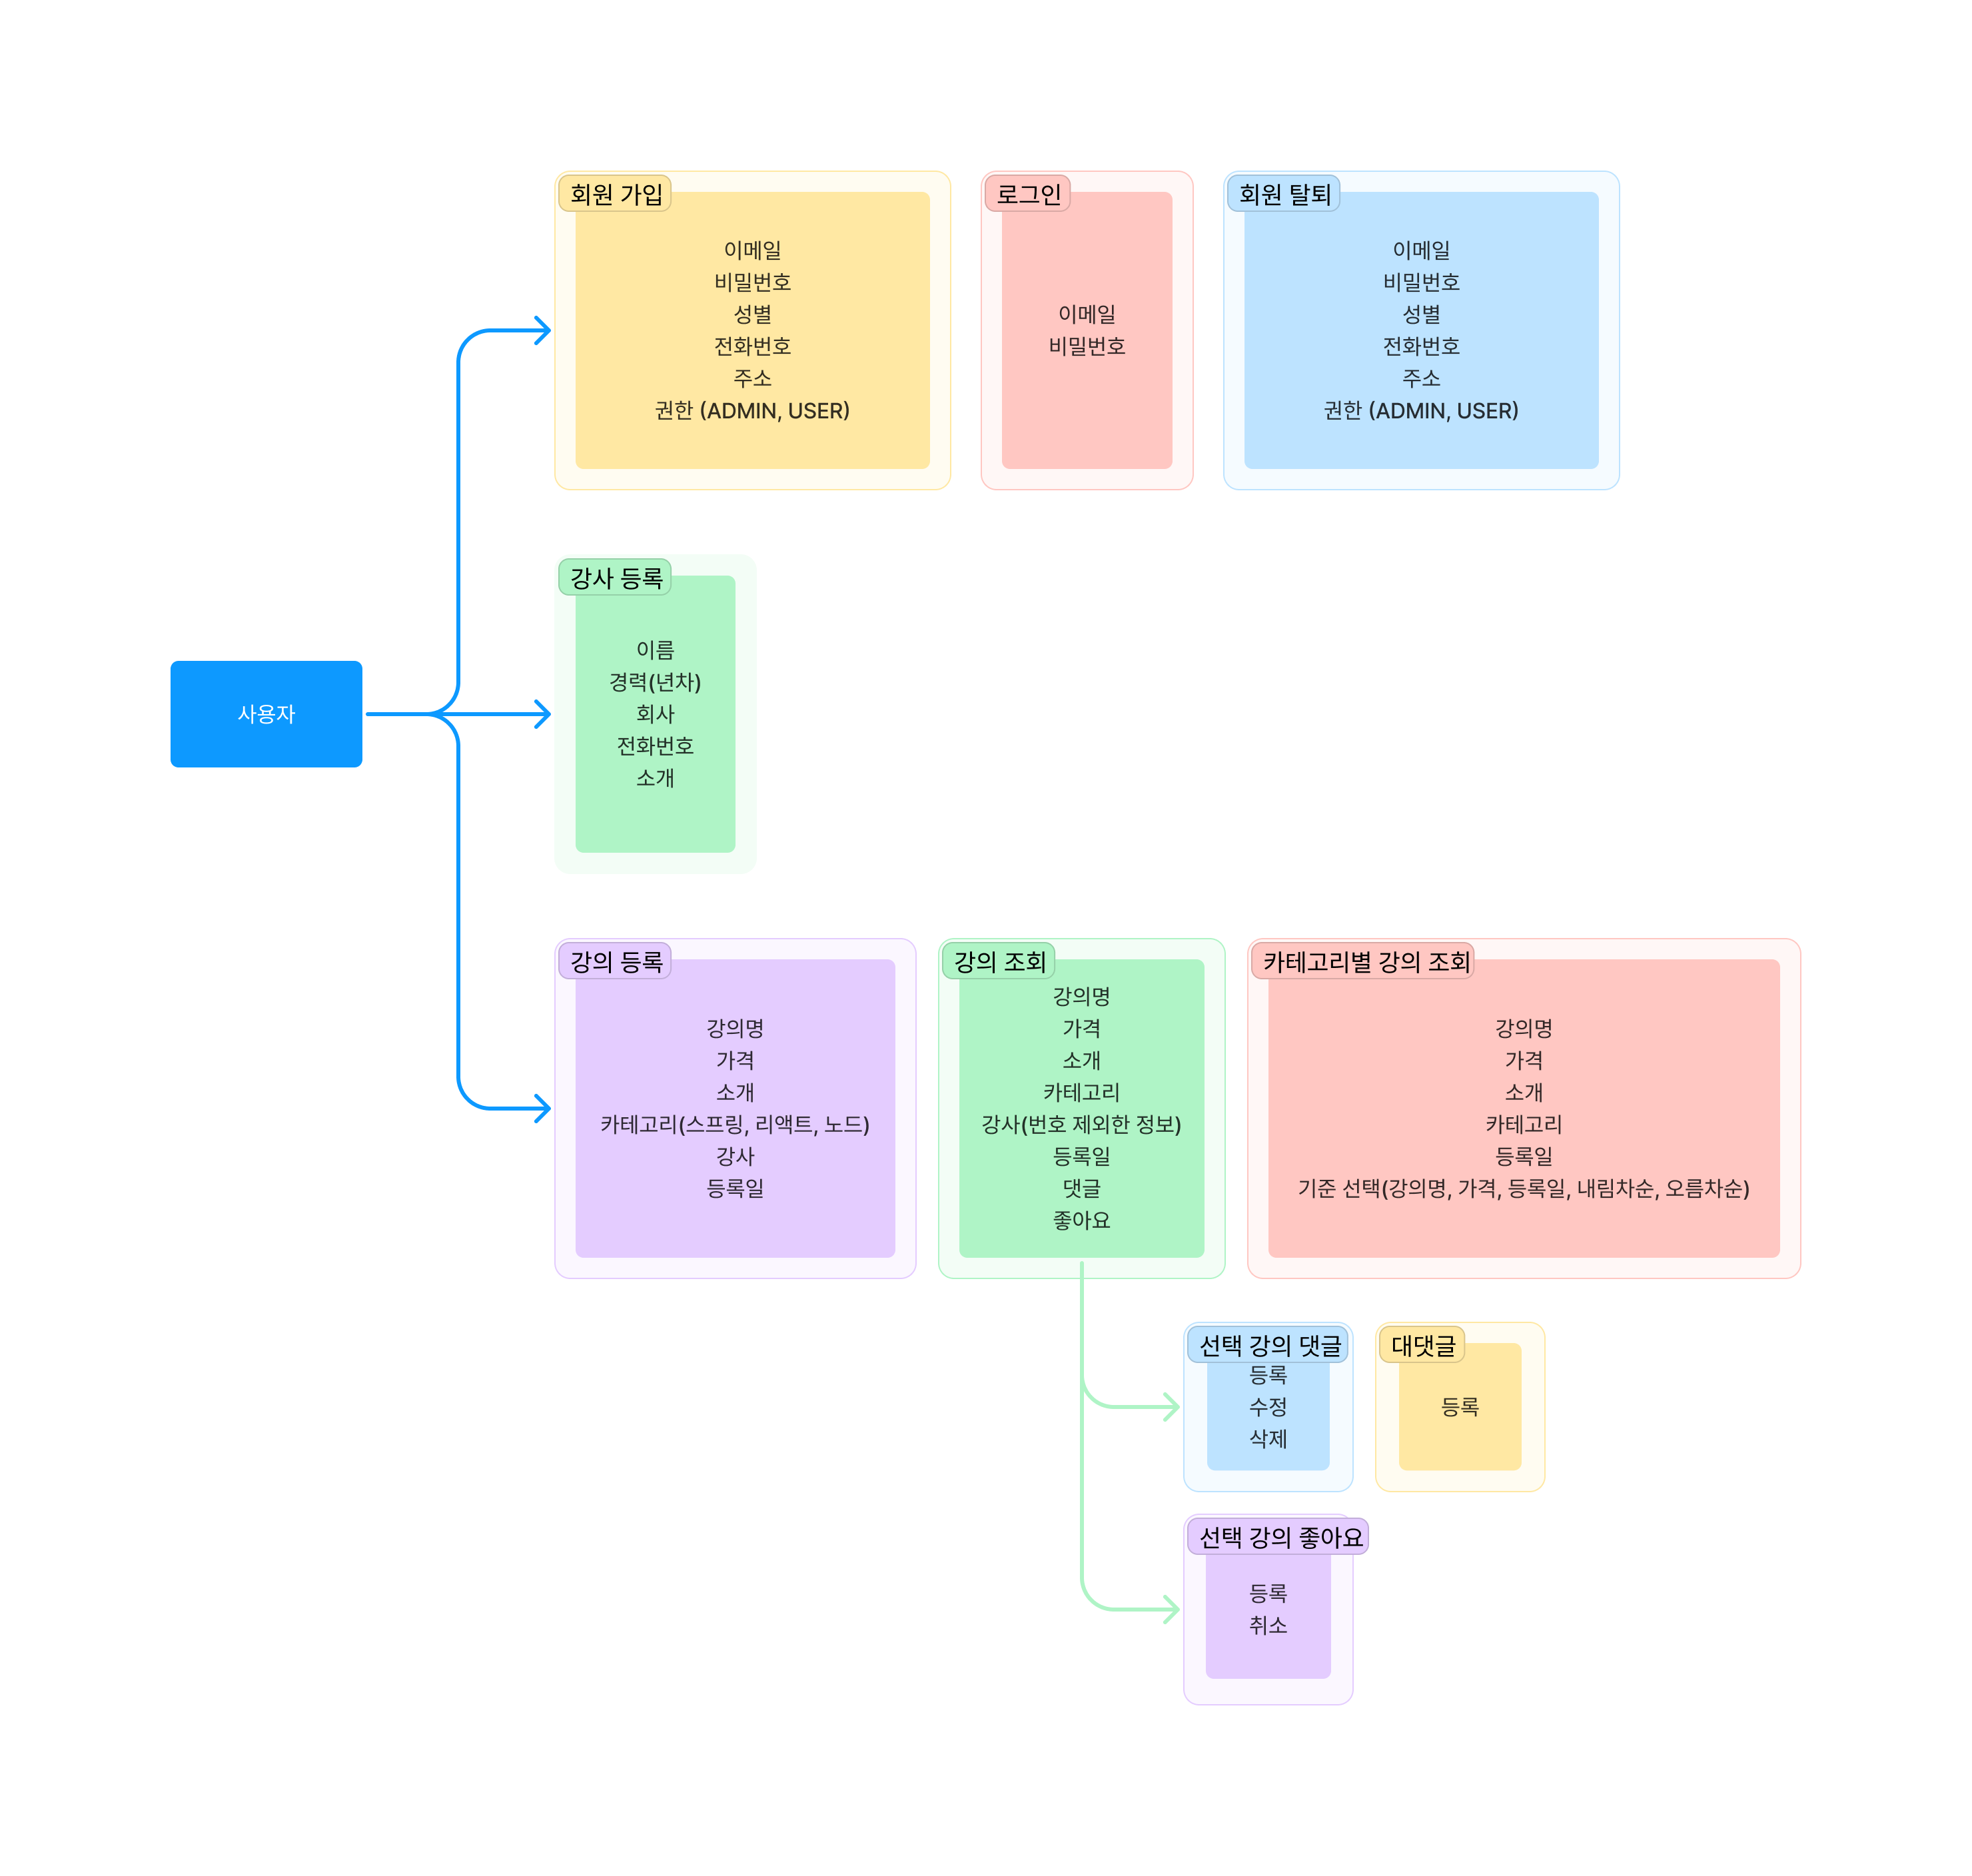 사용자
회원 가입
이메일
비밀번호
성별
전화번호
주소
권한 (ADMIN, USER)
로그인
이메일
비밀번호
회원 탈퇴
이메일
비밀번호
성별
전화번호
주소
권한 (ADMIN, USER)
강사 등록
이름
경력(년차)
회사
전화번호
소개
강의 등록
강의명
가격
소개
카테고리(스프링, 리액트, 노드)
강사
등록일
강의 조회
강의명
가격
소개
카테고리
강사(번호 제외한 정보)
등록일
댓글
좋아요
카테고리별 강의 조회
강의명
가격
소개
카테고리
등록일
기준 선택(강의명, 가격, 등록일, 내림차순, 오름차순)
선택 강의 댓글
등록
수정
삭제
대댓글
등록
선택 강의 좋아요
등록
취소